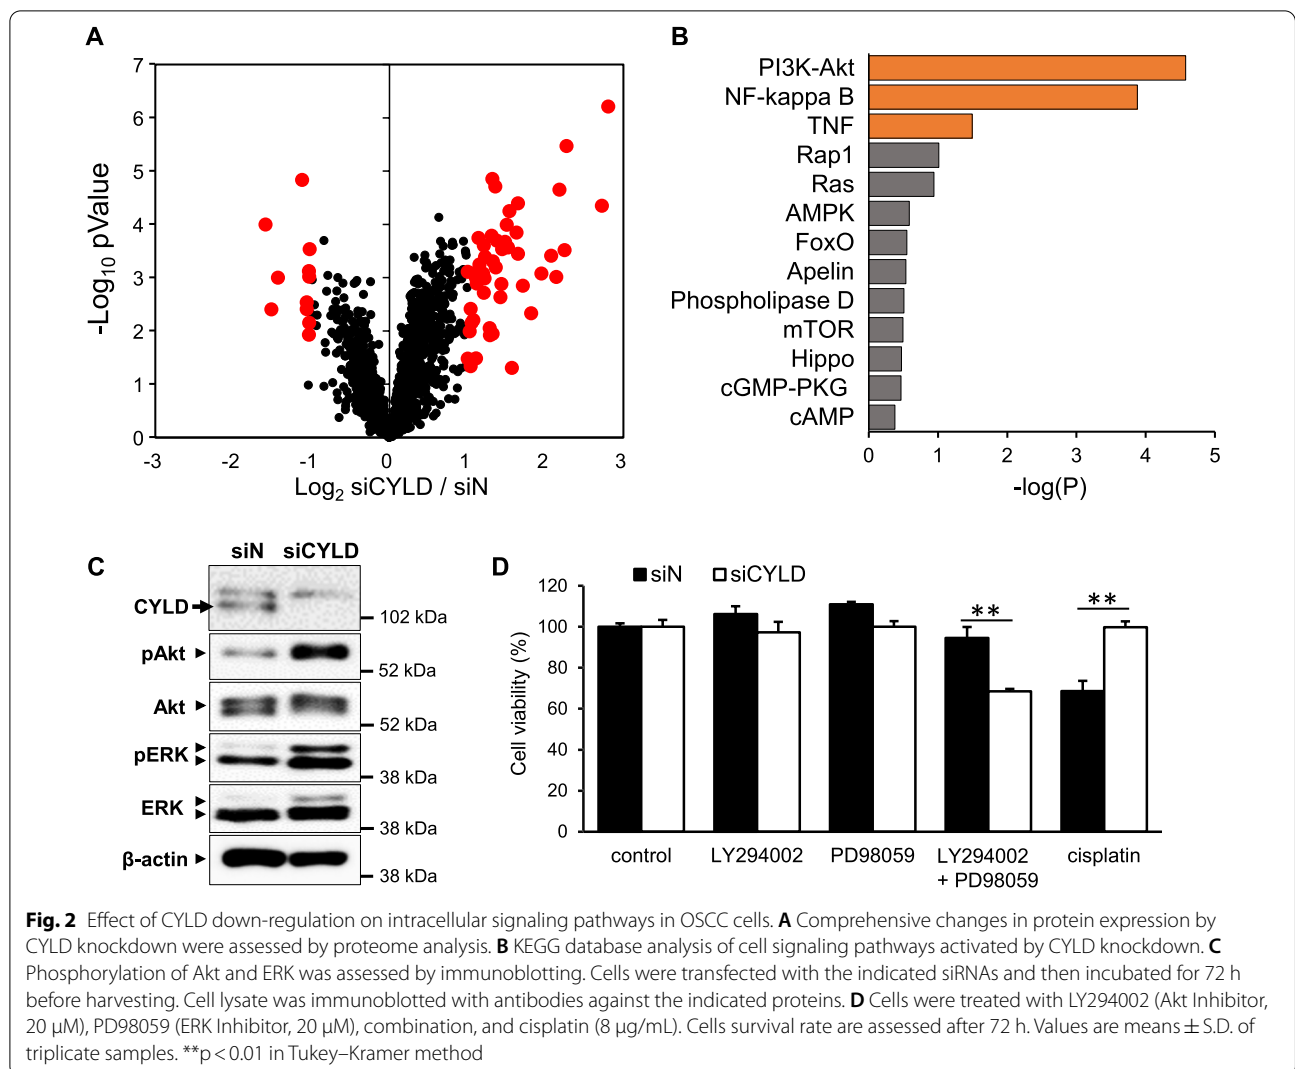 A
7
6
5
4
3
2
1
0
-Log10 pValue
-3 -2 -1 0 1 2 3
Log2 siCYLD / siN
B
PI3K-Akt
NF-kappa B
TNF
Rap1
Ras
AMPK
FoxO
Apelin
Phospholipase D
mTOR
Hippo
cGMP-PKG
cAMP
0 1 2 3 4 5
-log(P)
C
siN siCYLD
CYLD
102 kDa
pAkt
52 kDa
Akt
52 kDa
pERK
38 kDa
ERK
38 kDa
β-actin
38 kDa
D
siN siCYLD
120
100
80
60
40
20
0
Cell viability (%)
**
**
control LY294002 PD98059 LY294002 cisplatin
+ PD98059
Fig. 2 Effect of CYLD down-regulation on intracellular signaling pathways in OSCC cells. A Comprehensive changes in protein expression by
CYLD knockdown were assessed by proteome analysis. B KEGG database analysis of cell signaling pathways activated by CYLD knockdown. C
Phosphorylation of Akt and ERK was assessed by immunoblotting. Cells were transfected with the indicated siRNAs and then incubated for 72 h
before harvesting. Cell lysate was immunoblotted with antibodies against the indicated proteins. D Cells were treated with LY294002 (Akt Inhibitor,
20 μM), PD98059 (ERK Inhibitor, 20 μM), combination, and cisplatin (8 μg/mL). Cells survival rate are assessed after 72 h. Values are means ± S.D. of
triplicate samples. **p < 0.01 in Tukey–Kramer method